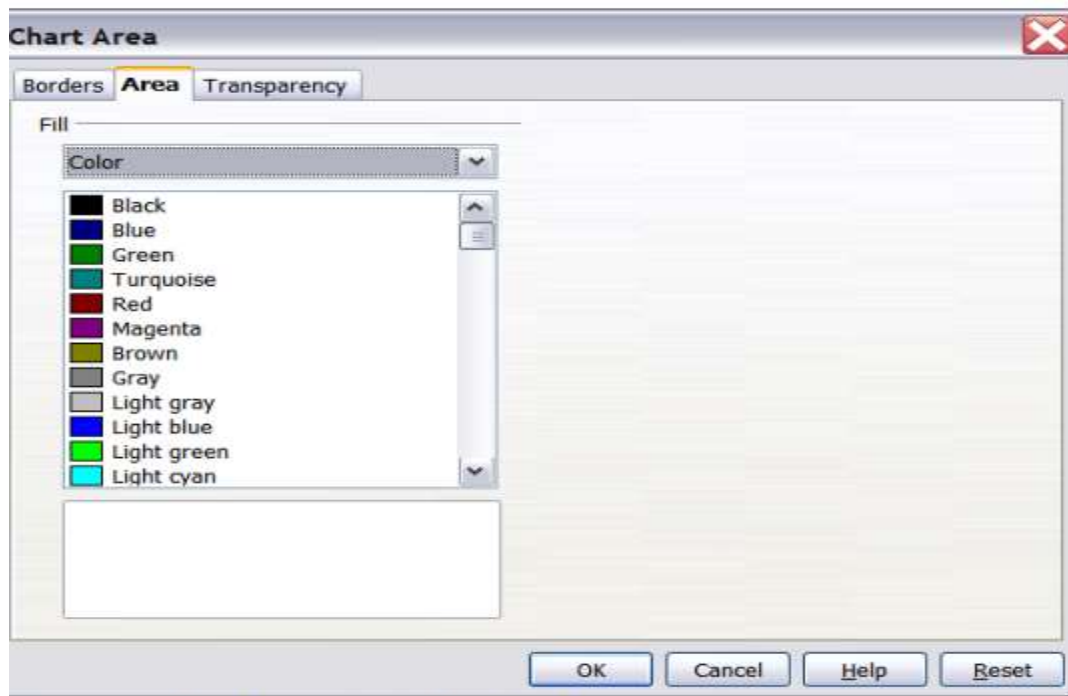 Chart Area
Borders Area Transparency
Fill
Color
Black
Blue
Green
Turquoise
Red
Magenta
Brown
Gray
Light gray
Light blue
Light green
Light cyan
OK Cancel Help Reset